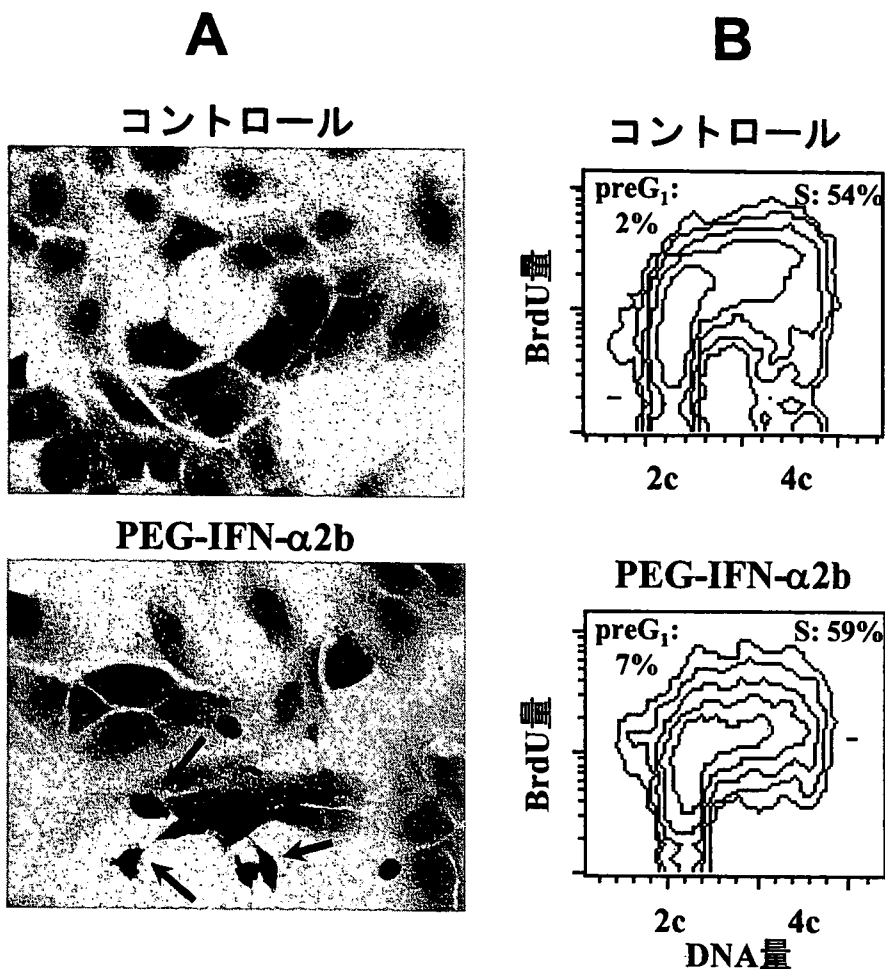 A
コントロール
PEG-IFN-α2b
B
コントロール
preG₁:
2%
S: 54%
BrdU量
2c
4c
PEG-IFN-α2b
preG₁:
7%
S: 59%
BrdU量
2c
4c
DNA量